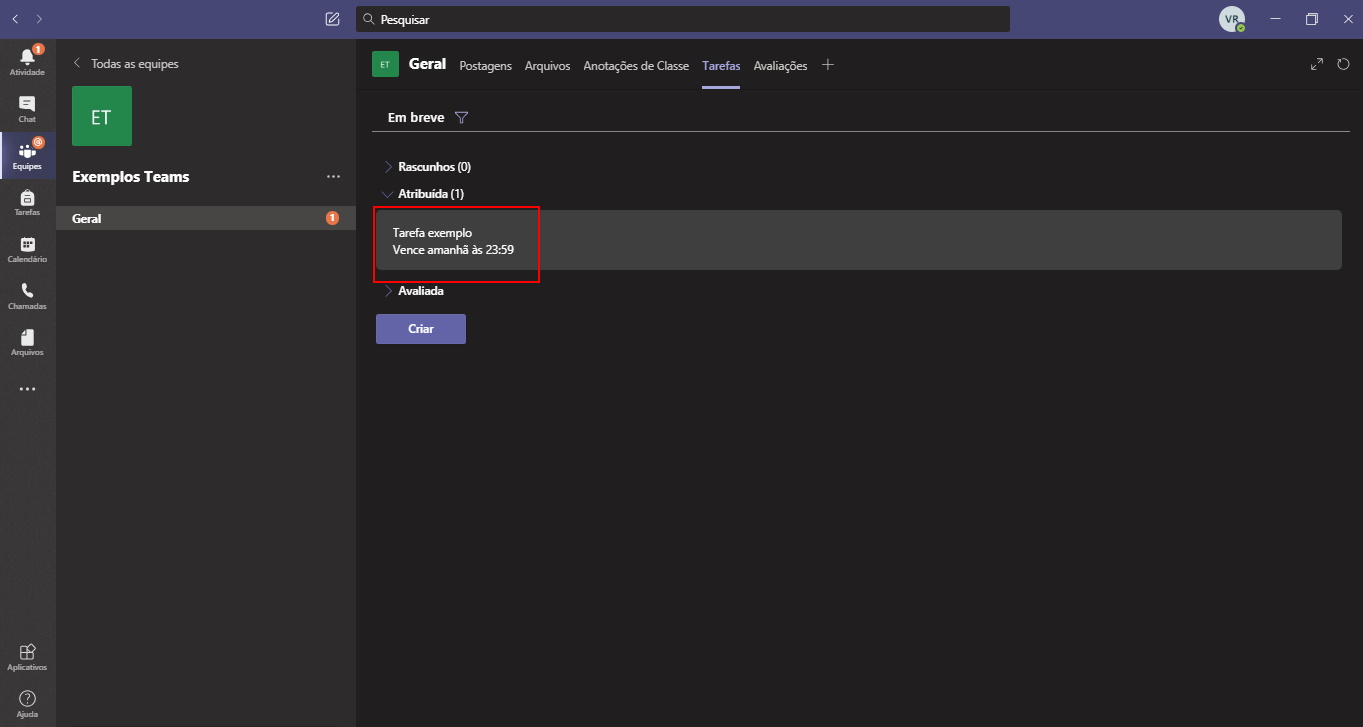 Pesquisar
VR
1
Atividade
Chat
@
Equipes
Tarefas
Calendário
Chamadas
Arquivos
Aplicativos
Ajuda
Todas as equipes
ET
Exemplos Teams
Geral 1
ET Geral Postagens Arquivos Anotações de Classe Tarefas Avaliações
Em breve
Rascunhos (0)
Atribuída (1)
Tarefa exemplo
Vence amanhã às 23:59
Avaliada
Criar